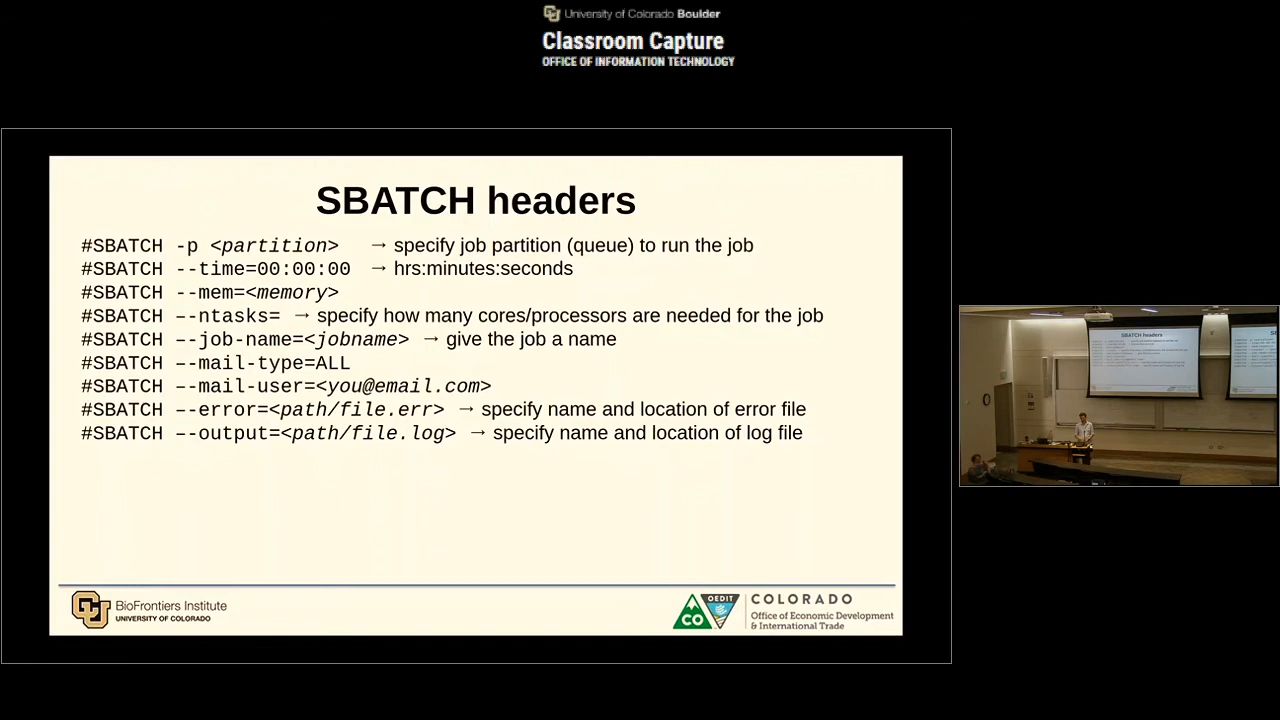 University of Colorado Boulder
Classroom Capture
OFFICE OF INFORMATION TECHNOLOGY
SBATCH headers
#SBATCH -p <partition> → specify job partition (queue) to run the job
#SBATCH --time=00:00:00 → hrs:minutes:seconds
#SBATCH --mem=<memory>
#SBATCH –-ntasks= → specify how many cores/processors are needed for the job
#SBATCH –-job-name=<jobname> → give the job a name
#SBATCH –-mail-type=ALL
#SBATCH –-mail-user=<you@email.com>
#SBATCH –-error=<path/file.err> → specify name and location of error file
#SBATCH –-output=<path/file.log> → specify name and location of log file
CU BioFrontiers Institute
UNIVERSITY OF COLORADO
CO OEDIT COLORADO
Office of Economic Development
& International Trade
SBATCH headers